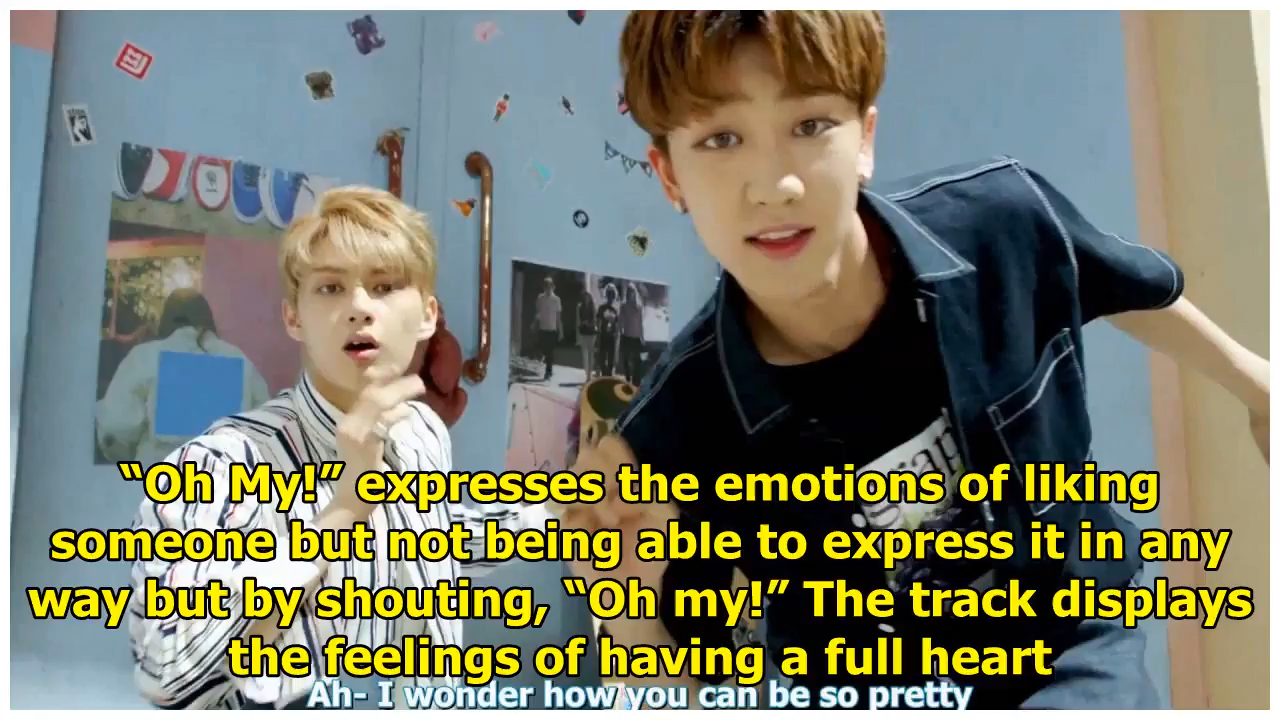 “Oh My!” expresses the emotions of liking
someone but not being able to express it in any
way but by shouting, “Oh my!” The track displays
the feelings of having a full heart
Ah- I wonder how you can be so pretty